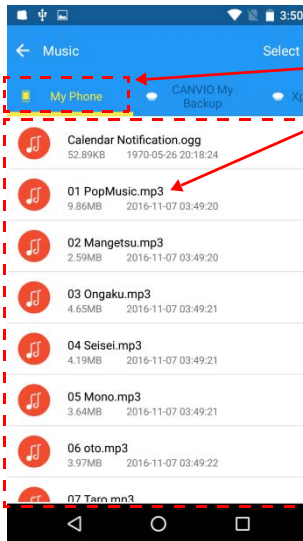 3:50
Music
Select
My Phone
CANVIO My
Backup
Xp
Calendar Notification.ogg
52.89KB 1970-05-26 20:18:24
01 PopMusic.mp3
9.86MB 2016-11-07 03:49:20
02 Mangetsu.mp3
2.59MB 2016-11-07 03:49:20
03 Ongaku.mp3
4.65MB 2016-11-07 03:49:21
04 Seisei.mp3
4.19MB 2016-11-07 03:49:21
05 Mono.mp3
3.64MB 2016-11-07 03:49:21
06 oto.mp3
3.97MB 2016-11-07 03:49:22
07 Taro.mp3